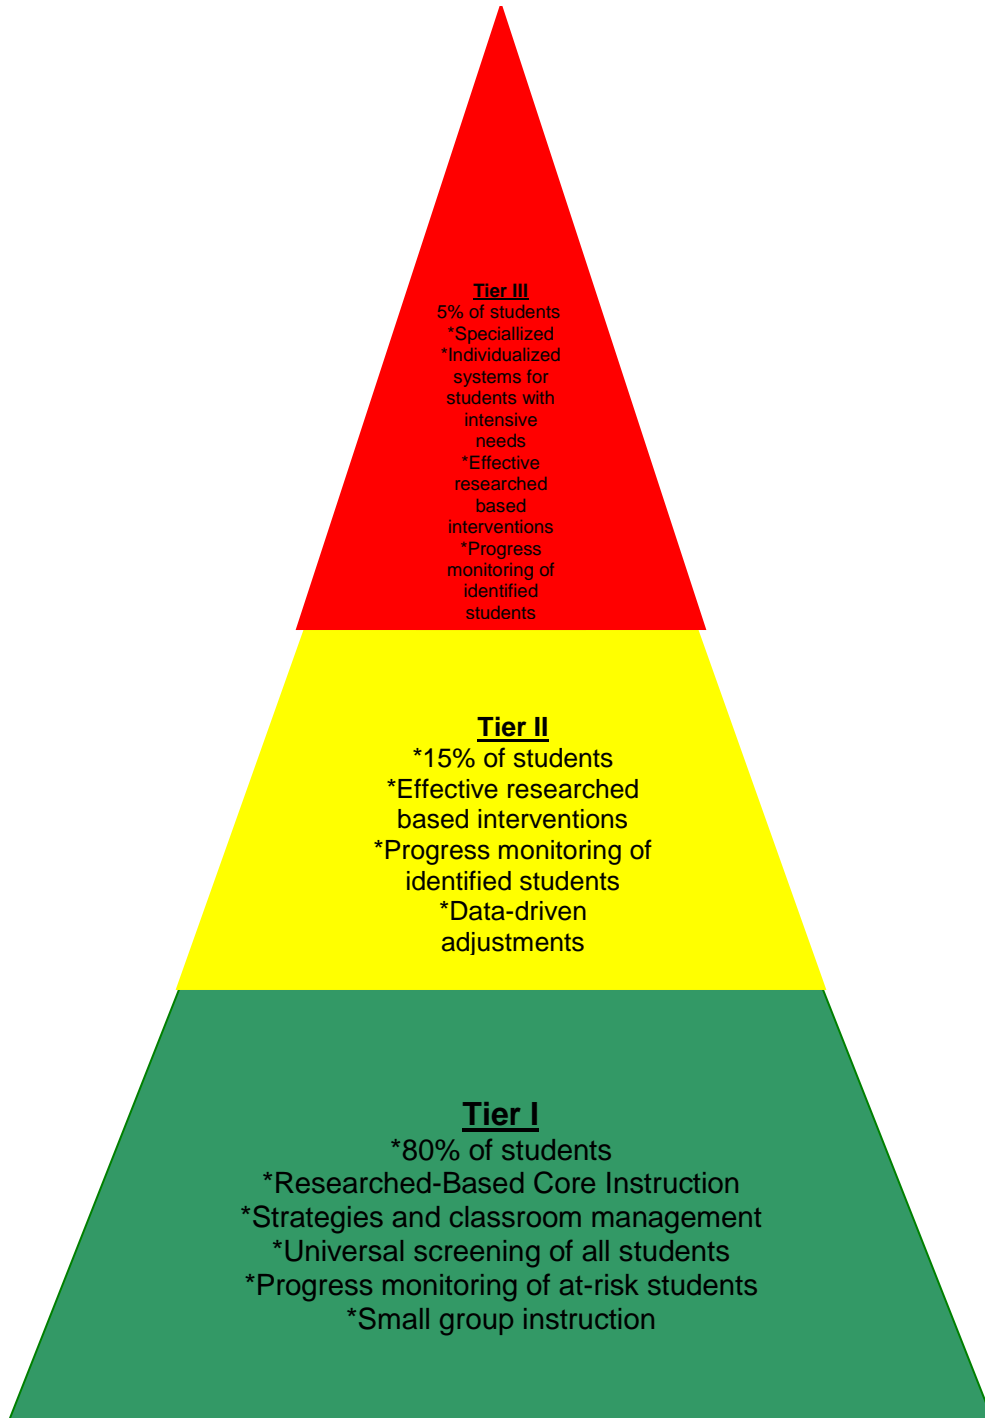 Tier III
5% of students
*Speciallized
*Individualized
systems for
students with
intensive
needs
*Effective
researched
based
interventions
*Progress
monitoring of
identified
students
Tier II
*15% of students
*Effective researched
based interventions
*Progress monitoring of
identified students
*Data-driven
adjustments
Tier I
*80% of students
*Researched-Based Core Instruction
*Strategies and classroom management
*Universal screening of all students
*Progress monitoring of at-risk students
*Small group instruction